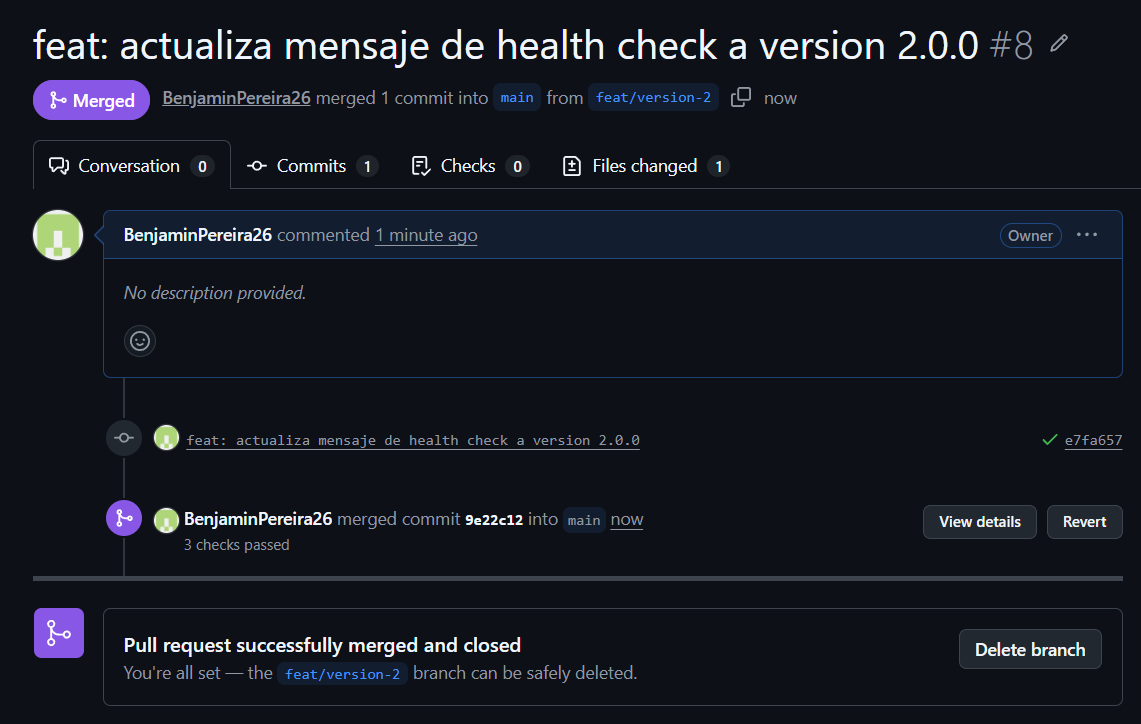 feat: actualiza mensaje de health check a version 2.0.0 #8
Merged BenjaminPereira26 merged 1 commit into main from feat/version-2 now
Conversation 0 Commits 1 Checks 0 Files changed 1
BenjaminPereira26 commented 1 minute ago Owner
No description provided.
feat: actualiza mensaje de health check a version 2.0.0 e7fa657
BenjaminPereira26 merged commit 9e22c12 into main now View details Revert
3 checks passed
Pull request successfully merged and closed
Delete branch
You're all set — the feat/version-2 branch can be safely deleted.